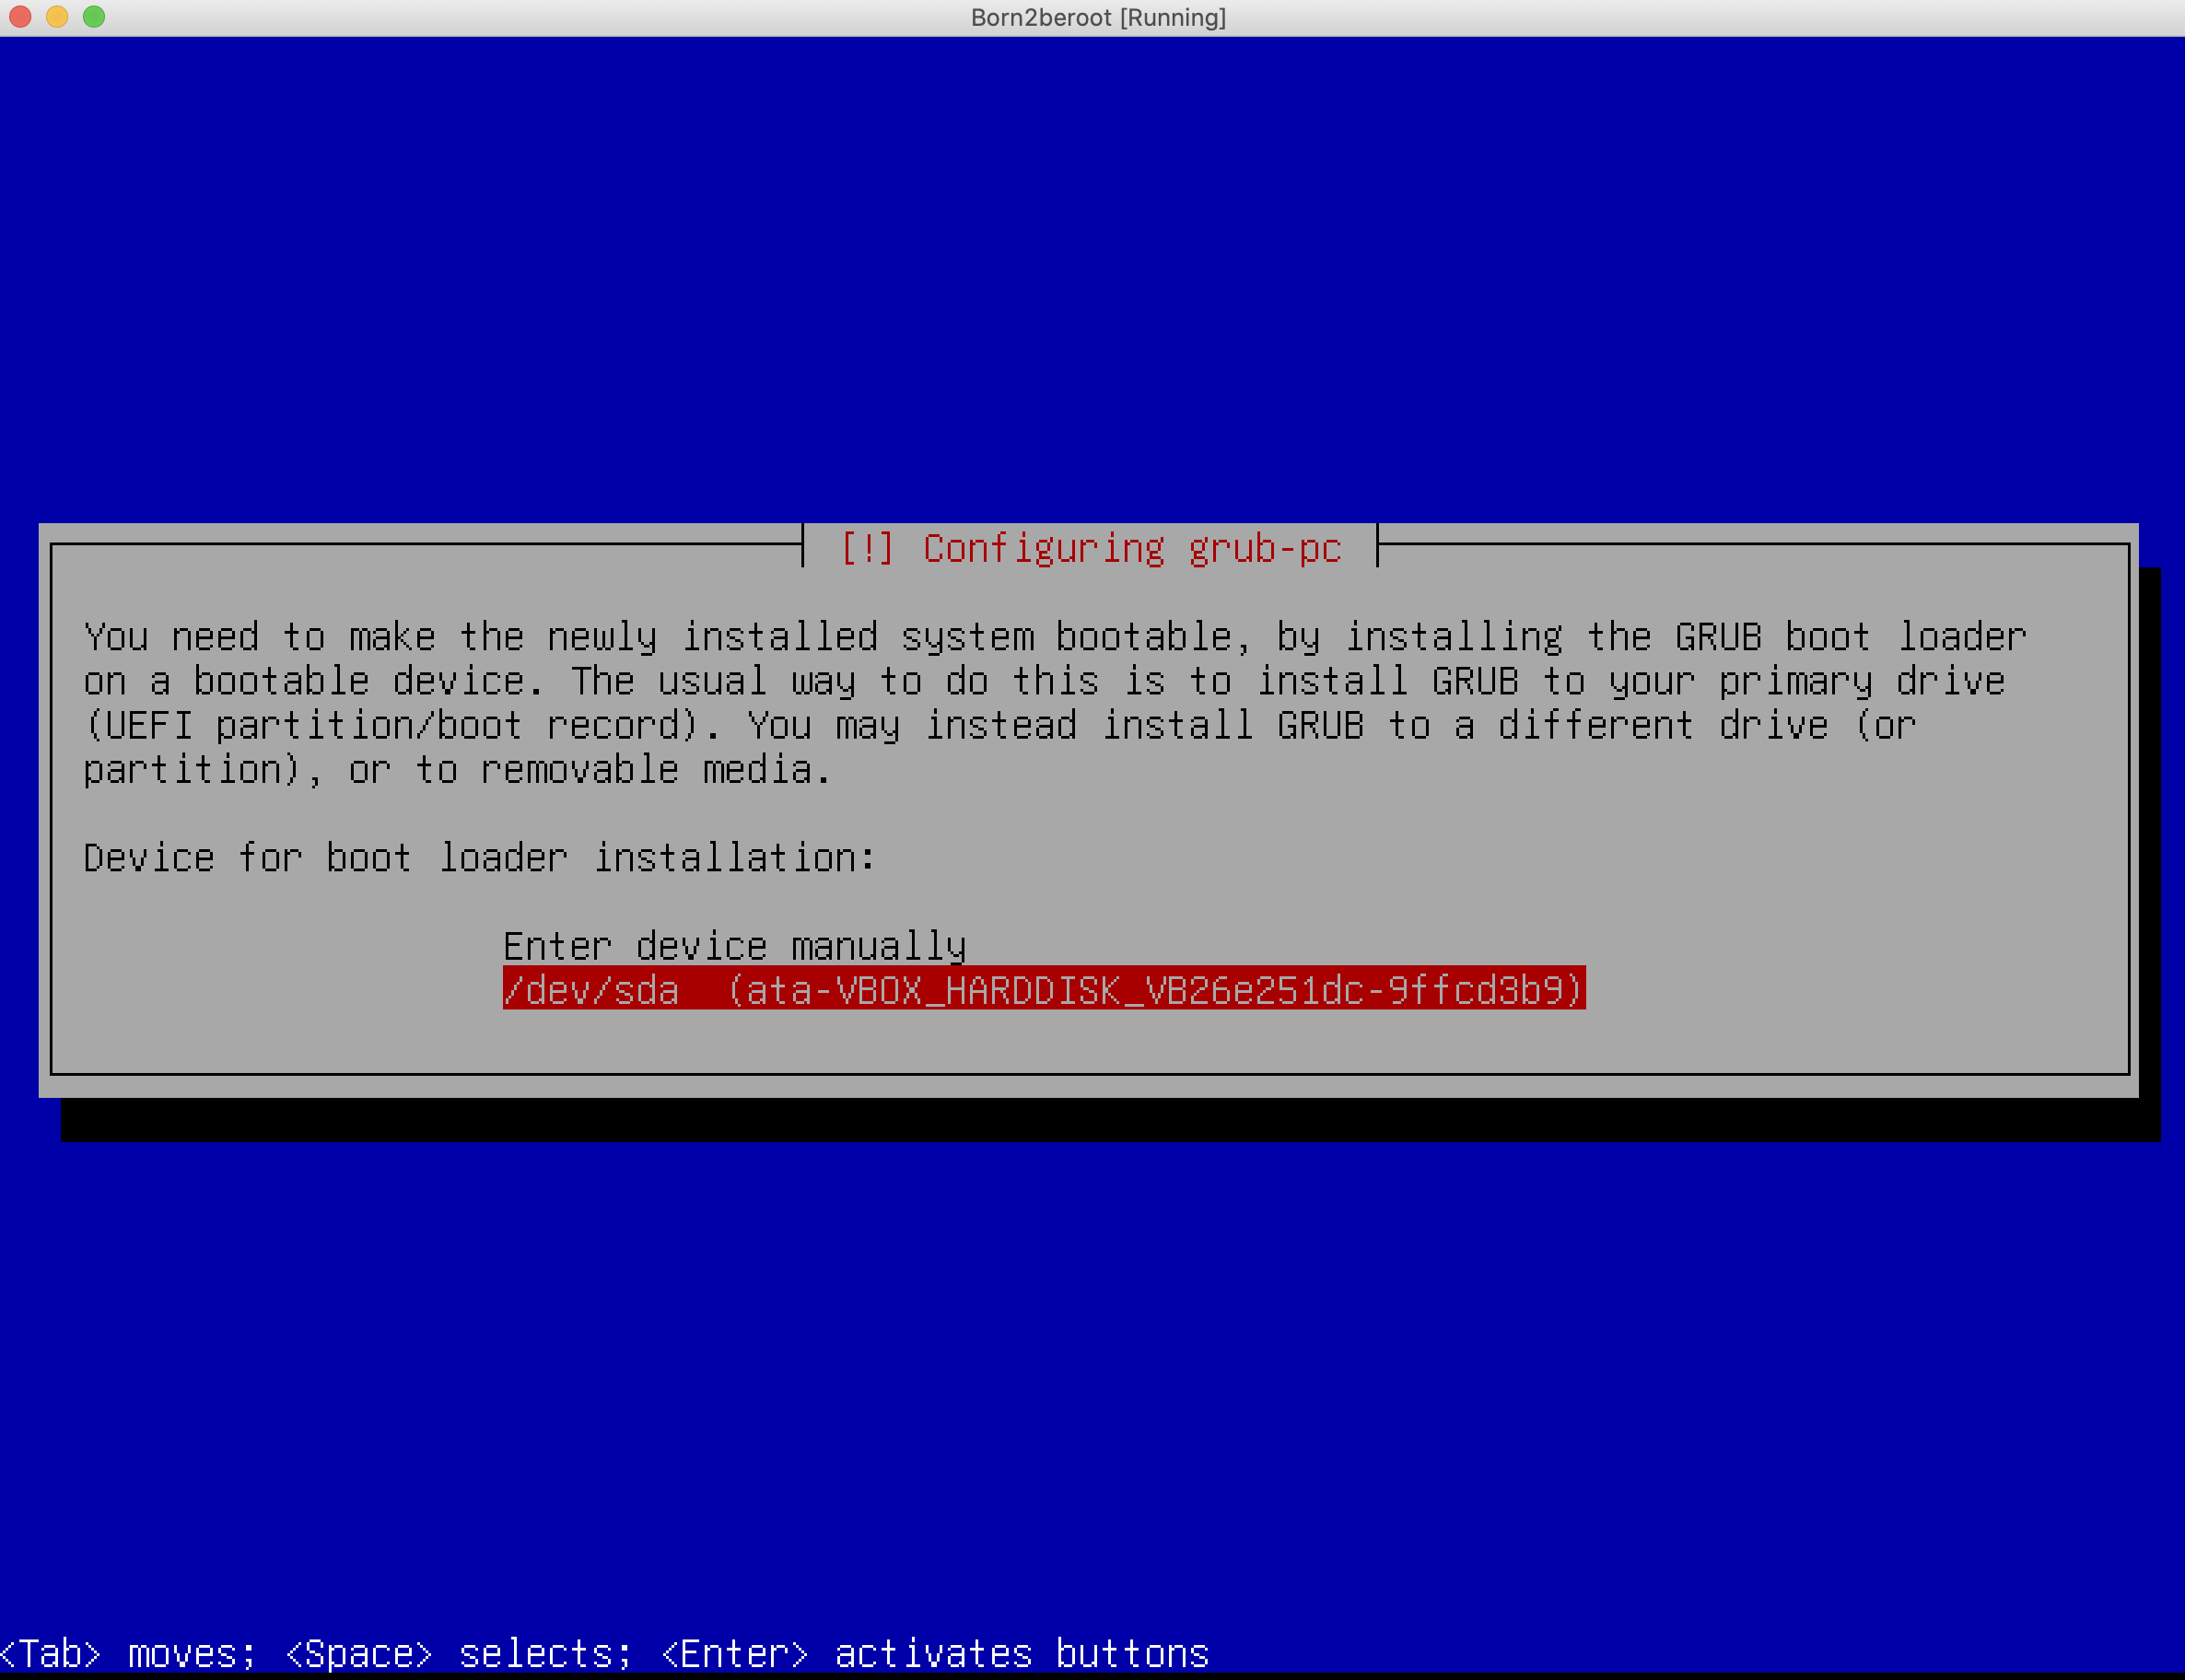 Born2beroot [Running]
[!] Configuring grub-pc
You need to make the newly installed system bootable, by installing the GRUB boot loader
on a bootable device. The usual way to do this is to install GRUB to your primary drive
(UEFI partition/boot record). You may instead install GRUB to a different drive (or
partition), or to removable media.
Device for boot loader installation:
Enter device manually
/dev/sda  (ata-VBOX_HARDDISK_VB26e251dc-9ffcd3b9)
<Tab> moves; <Space> selects; <Enter> activates buttons